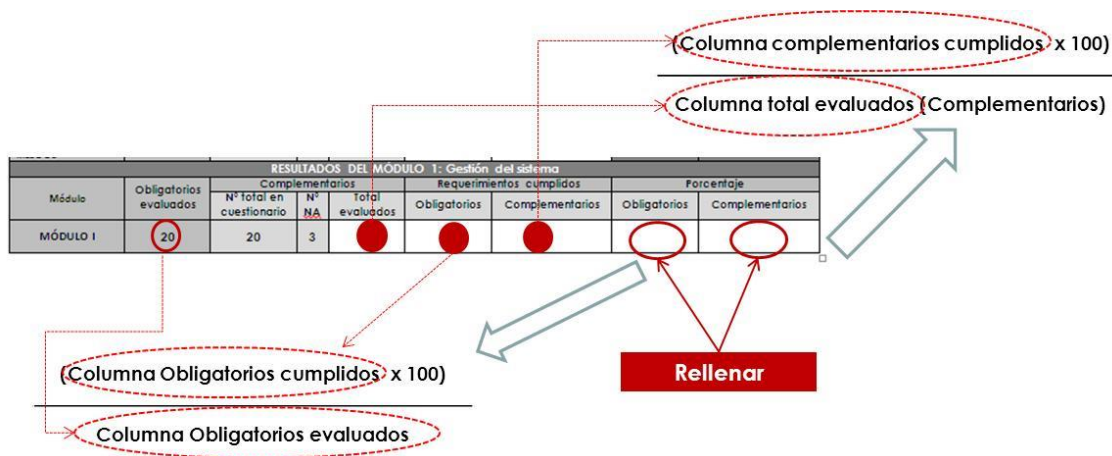 (Columna complementarios cumplidos x 100)
Columna total evaluados (Complementarios)
RESULTADOS DEL MÓDULO 1: Gestión del sistema
Módulo
Obligatorios evaluados
Complementarios
Requerimientos cumplidos
Porcentaje
Nº total en cuestionario
Nº NA
Total evaluados
Obligatorios
Complementarios
Obligatorios
Complementarios
MÓDULO I
20
20
3
(Columna Obligatorios cumplidos x 100)
Columna Obligatorios evaluados
Rellenar